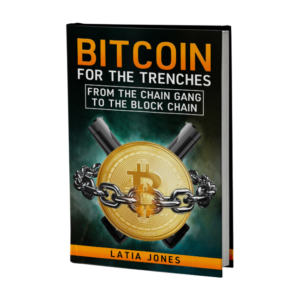 BITCOIN
FOR THE TRENCHES
FROM THE CHAIN GANG
TO THE BLOCK CHAIN
LATIA JONES